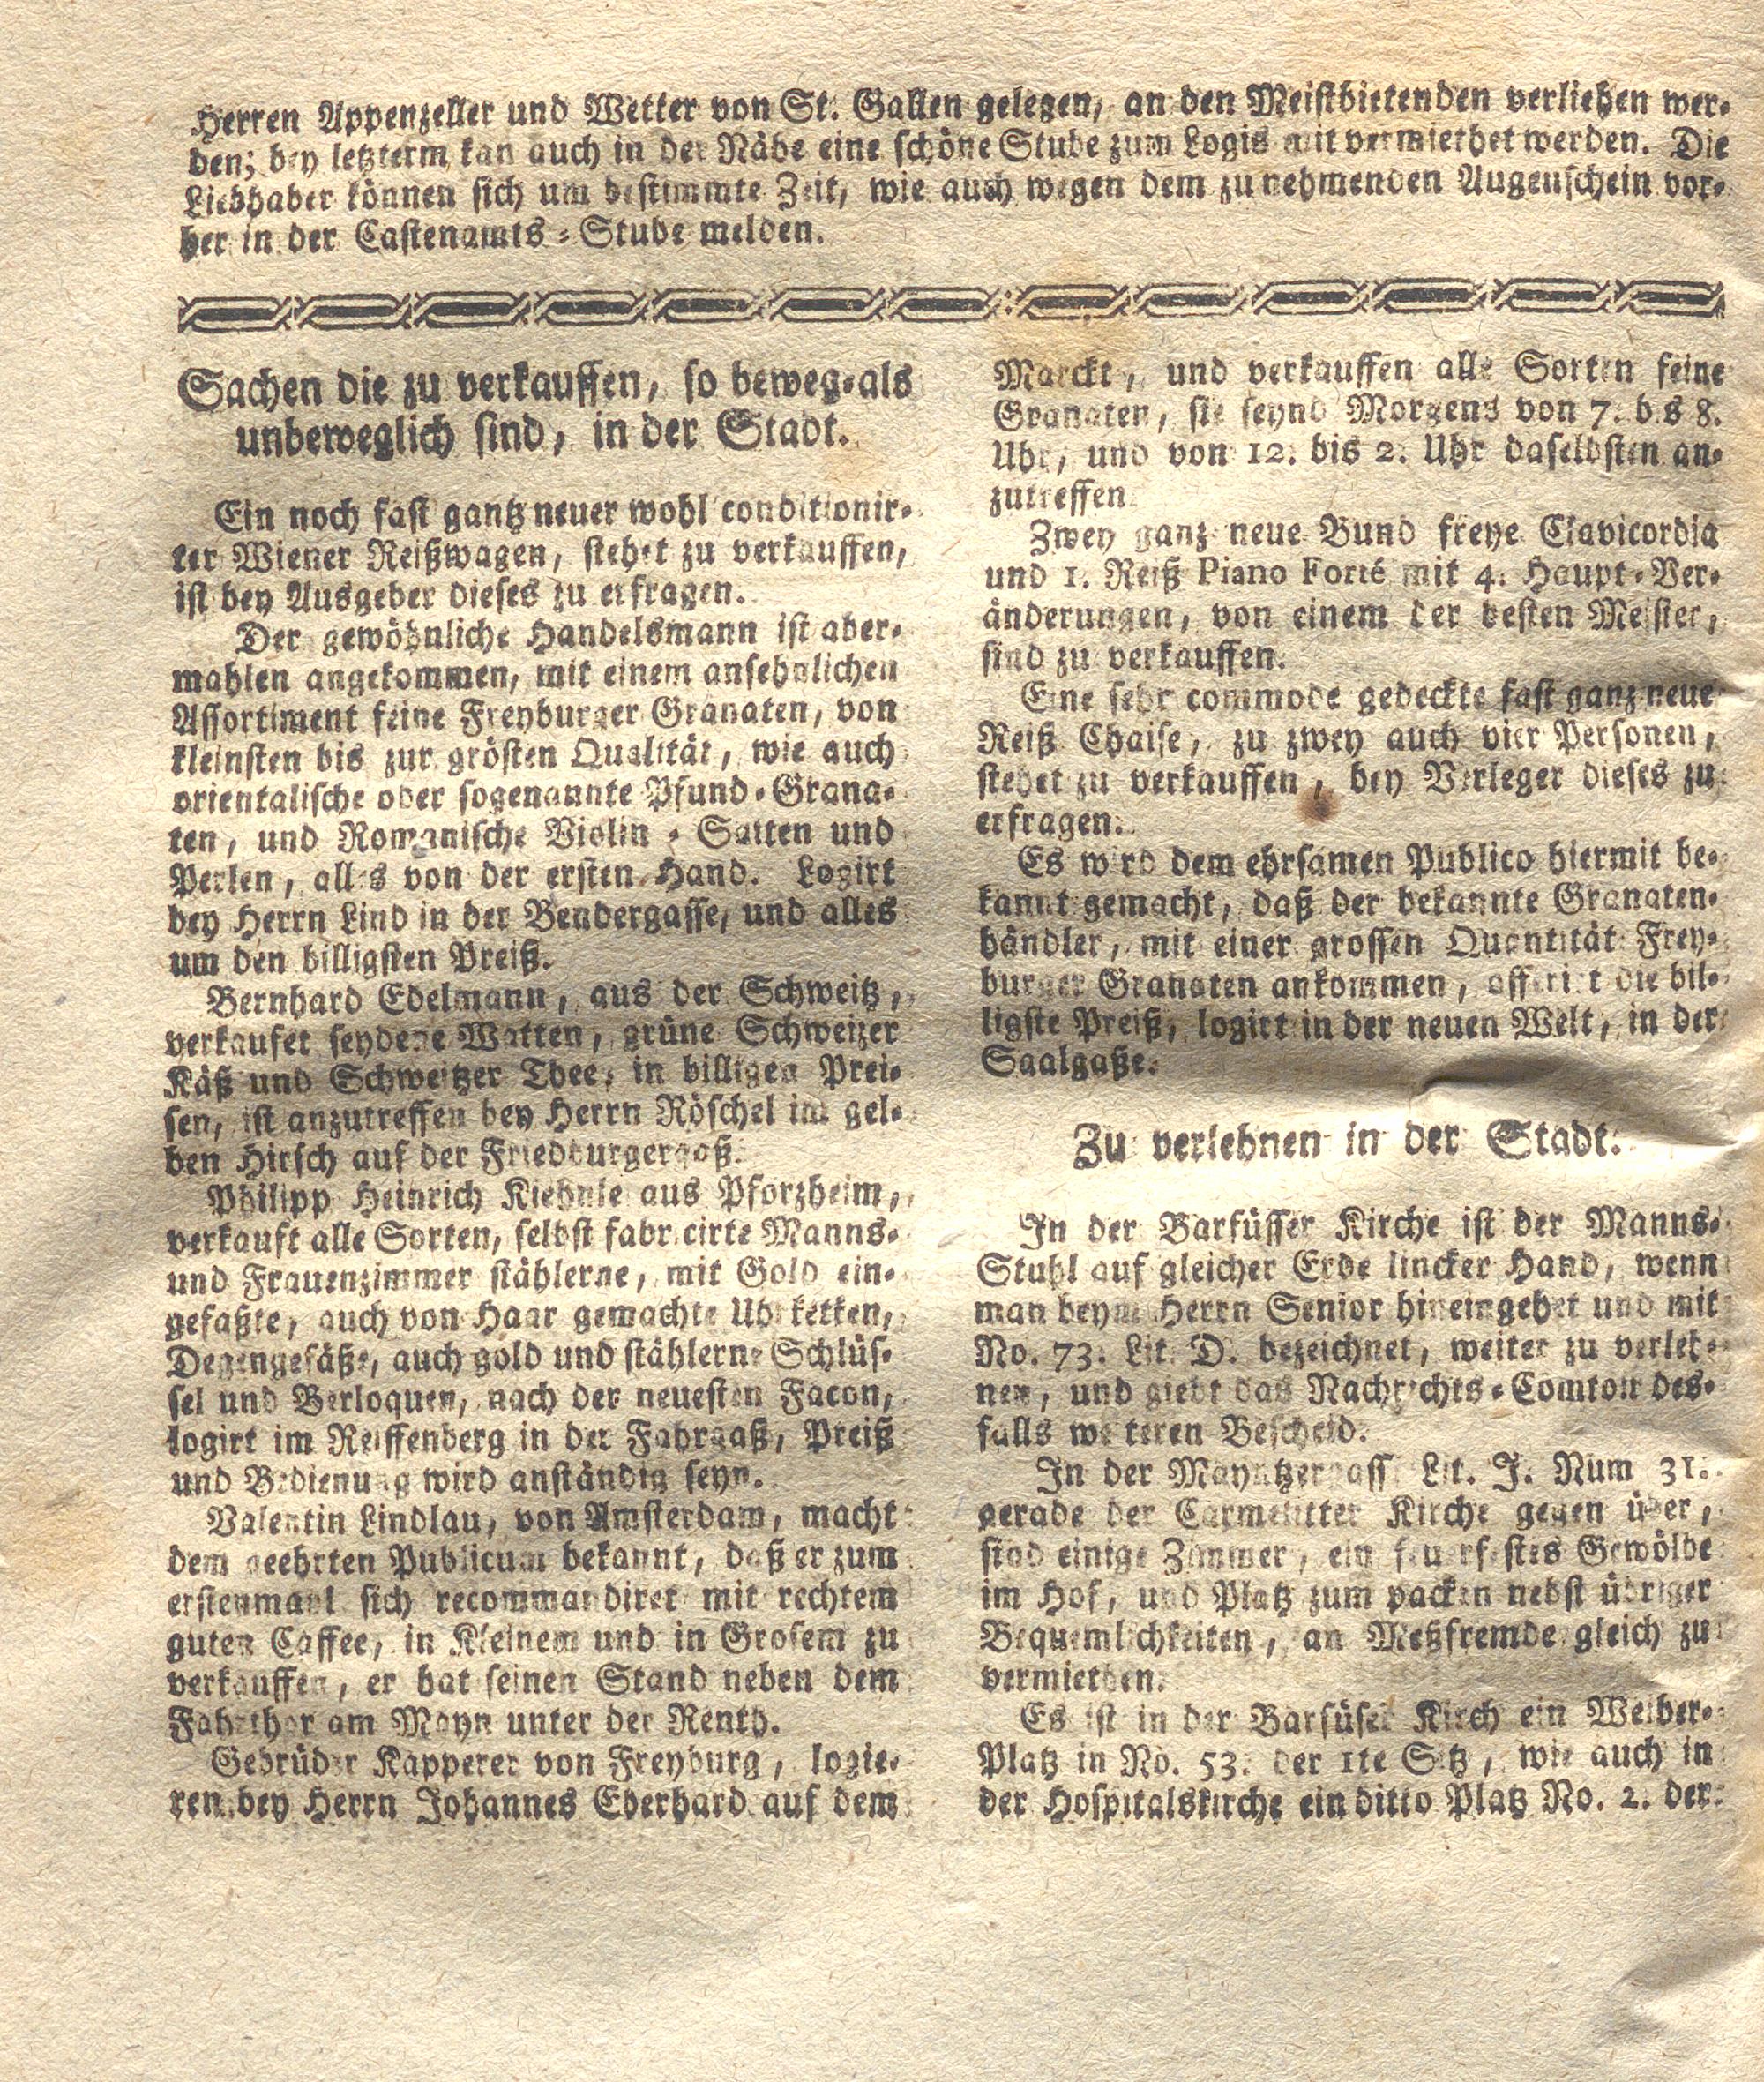 Herren Appenzeller und Wetter von St. Gallen gelegen, an den Meistbietenden verliehen wer-
den; bey letzterm kan auch in der Nähe eine schöne Stube zum Logis mit vermiethet werden. Die
Liebhaber können sich um bestimmte Zeit, wie auch wegen dem zu nehmenden Augenschein vor-
her in der Castenamts-Stube melden.
Sachen die zu verkauffen, so beweg-als
unbeweglich sind, in der Stadt.
Ein noch fast gantz neuer wohl conditionir-
ter Wiener Reißwagen, stehet zu verkauffen,
ist bey Ausgeber dieses zu erfragen.
Der gewöhnliche Handelsmann ist aber-
mahlen angekommen, mit einem ansehnlichen
Assortiment feine Freyburger Granaten, von
kleinsten bis zur grösten Qualität, wie auch
orientalische oder sogenannte Pfund-Grana-
ten, und Romanische Violin-Saiten und
Perlen, alles von der ersten Hand. Logirt
bey Herrn Lind in der Bendergasse, und alles
um den billigsten Preiß.
Bernhard Edelmann, aus der Schweitz,
verkaufet seydene Watten, grüne Schweizer
Käß und Schweitzer Thee, in billigen Prei-
sen, ist anzutreffen bey Herrn Röschel im gel-
ben Hirsch auf der Friedburgergaß.
Philipp Heinrich Kiehnle aus Pforzheim,
verkauft alle Sorten, selbst fabricirte Manns-
und Frauenzimmer stählerne, mit Gold ein-
gefaßte, auch von Haar gemachte Uhrketten,
Degengefäße, auch gold und stählerne Schlüs-
sel und Berloquen, nach der neuesten Facon,
logirt im Reiffenberg in der Fahrgaß, Preiß
und Bedienung wird anständig seyn.
Valentin Lindlau, von Amsterdam, macht
dem geehrten Publicum bekannt, daß er zum
erstenmahl sich recommandiret mit rechtem
guten Caffee, in Kleinem und in Grosem zu
verkauffen, er hat seinen Stand neben dem
Fahrthor am Mayn unter der Renth.
Gebrüder Kapperer von Freyburg, logie-
ren bey Herrn Johannes Eberhard auf dem
Marckt, und verkauffen alle Sorten feine
Granaten, sie seynd Morgens von 7. bis 8.
Uhr, und von 12. bis 2. Uhr daselbsten an-
zutreffen.
Zwey ganz neue Bund freye Clavicordia
und 1. Reiß Piano Forté mit 4. Haupt-Ver-
änderungen, von einem der besten Meister,
sind zu verkauffen.
Eine sehr commode gedeckte fast ganz neue
Reiß Chaise, zu zwey auch vier Personen,
stehet zu verkauffen, bey Verleger dieses zu
erfragen.
Es wird dem ehrsamen Publico hiermit be-
kannt gemacht, daß der bekannte Granaten-
händler, mit einer grossen Quantität Frey-
burger Granaten ankommen, offerirt die bil-
ligste Preiß, logirt in der neuen Welt, in der
Saalgaße.
Zu verlehnen in der Stadt.
In der Barfüsser Kirche ist der Manns-
Stuhl auf gleicher Erde lincker Hand, wenn
man beym Herrn Senior hineingehet und mit
No. 73. Lit. D. bezeichnet, weiter zu verleh-
nen, und giebt das Nachrichts-Comtoir des-
falls weiteren Bescheid.
In der Mayntzergass Lit. J. Num 31.
gerade der Carmelitter Kirche gegen über,
sind einige Zimmer, ein feuerfestes Gewölbe
im Hof, und Platz zum packen nebst übriger
Bequemlichkeiten, an Meßfremde gleich zu
vermiethen.
Es ist in der Barfüser Kirch ein Weiber-
Platz in No. 53. der 1te Sitz, wie auch in
der Hospitalskirche ein ditto Platz No. 2. der